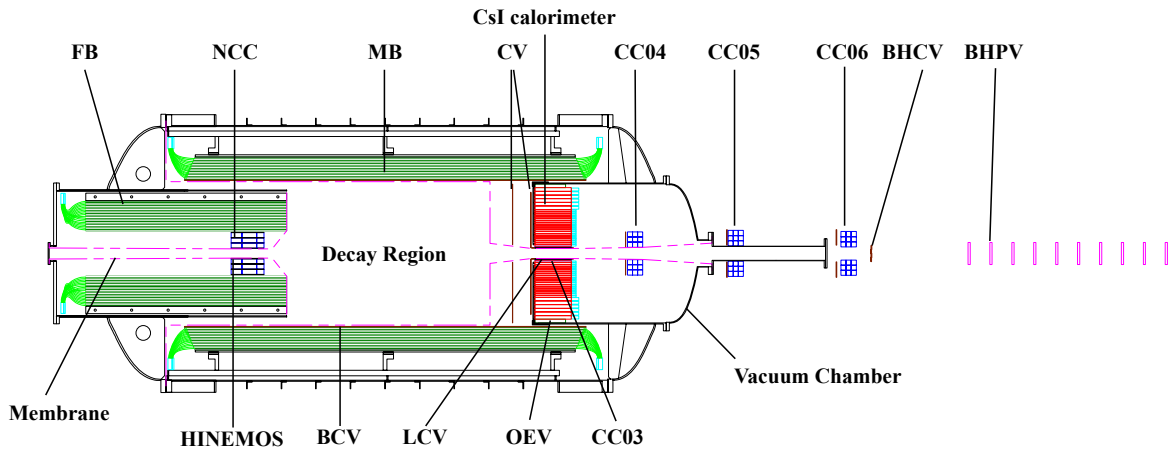 CsI calorimeter
FB
NCC
MB
CV
CC04
CC05
CC06
BHCV
BHPV
Decay Region
Vacuum Chamber
Membrane
HINEMOS
BCV
LCV
OEV
CC03